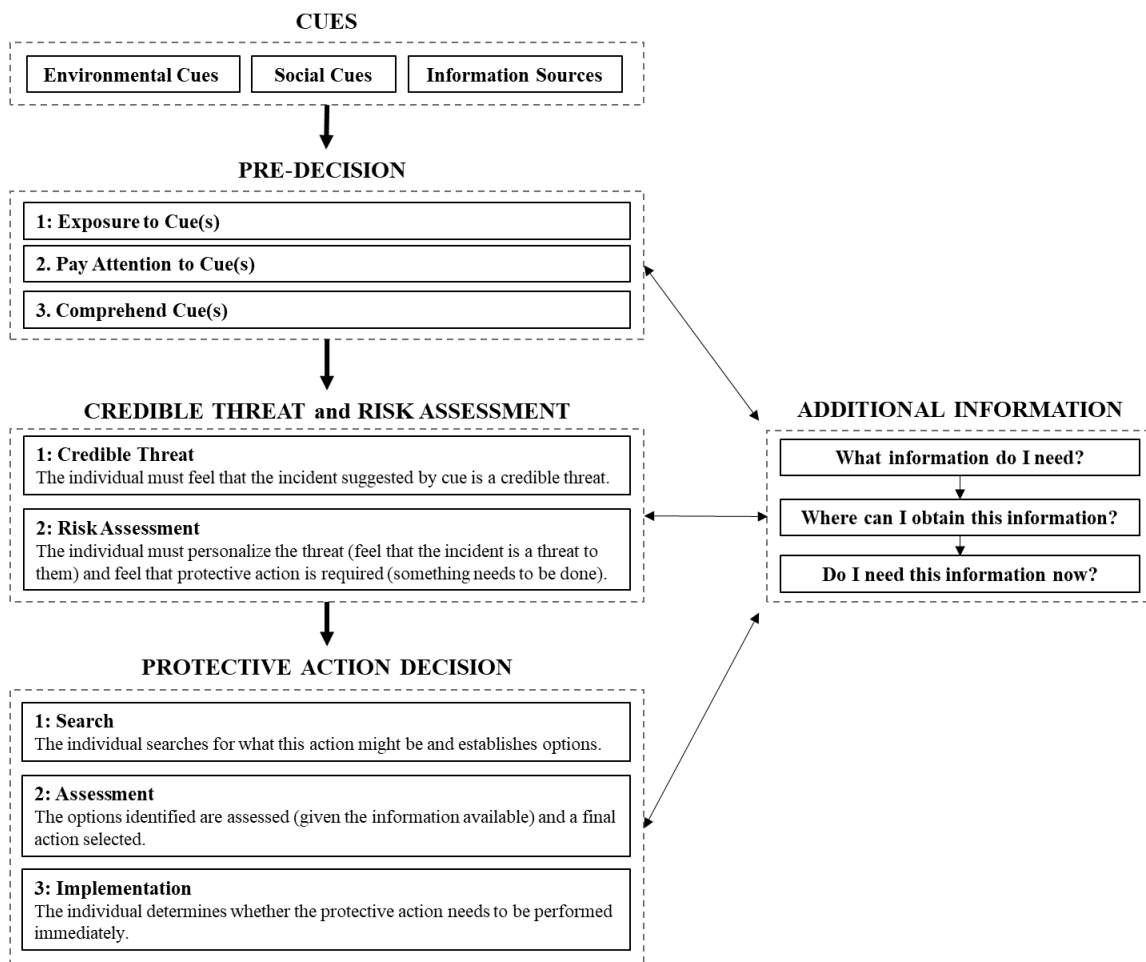 CUES
Environmental Cues
Social Cues
Information Sources
PRE-DECISION
1: Exposure to Cue(s)
2. Pay Attention to Cue(s)
3. Comprehend Cue(s)
CREDIBLE THREAT and RISK ASSESSMENT
1: Credible Threat
The individual must feel that the incident suggested by cue is a credible threat.
2: Risk Assessment
The individual must personalize the threat (feel that the incident is a threat to
them) and feel that protective action is required (something needs to be done).
PROTECTIVE ACTION DECISION
1: Search
The individual searches for what this action might be and establishes options.
2: Assessment
The options identified are assessed (given the information available) and a final
action selected.
3: Implementation
The individual determines whether the protective action needs to be performed
immediately.
ADDITIONAL INFORMATION
What information do I need?
Where can I obtain this information?
Do I need this information now?